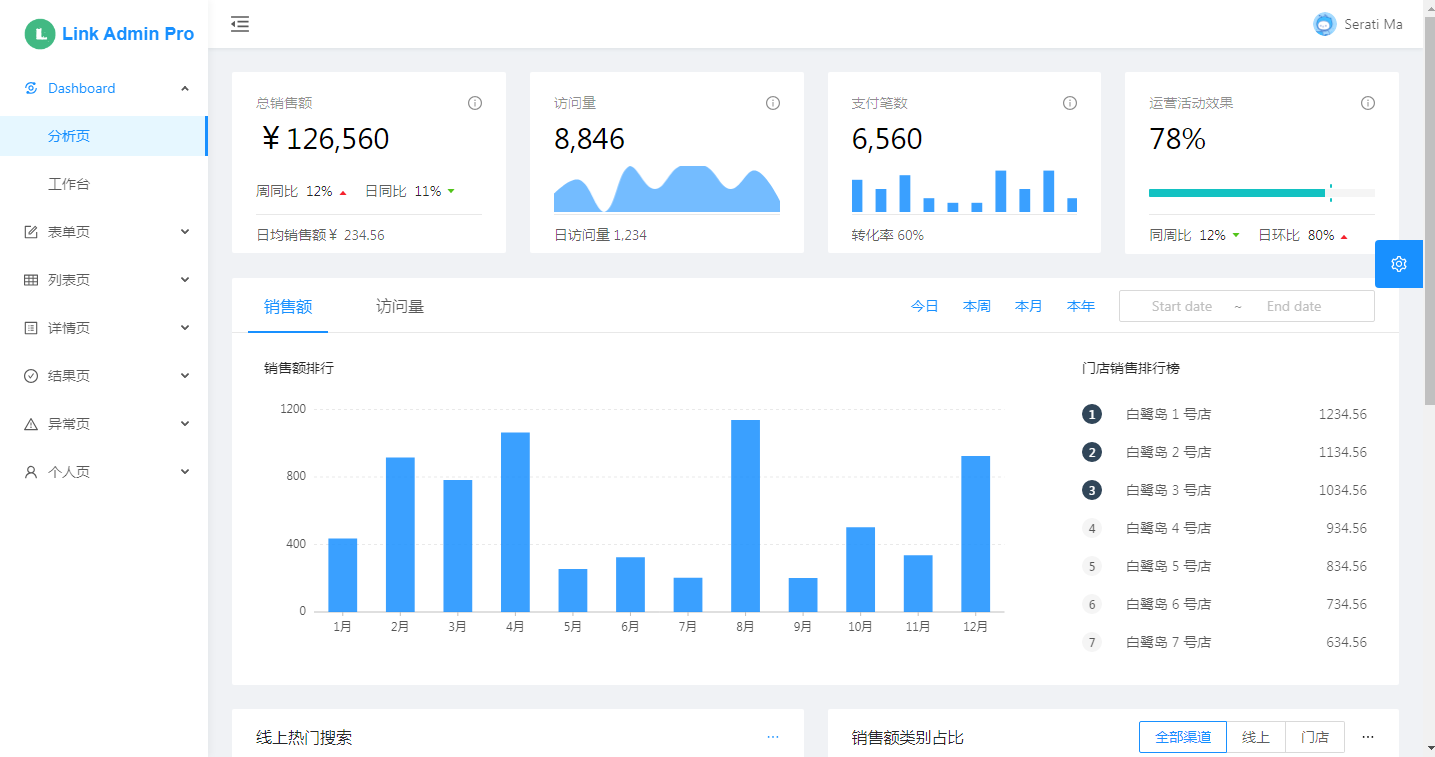 Link Admin Pro
Serati Ma
Dashboard
分析页
工作台
表单页
列表页
详情页
结果页
异常页
个人页
总销售额
￥126,560
周同比 12% 日同比 11%
日均销售额￥ 234.56
访问量
8,846
日访问量 1,234
支付笔数
6,560
转化率 60%
运营活动效果
78%
同周比 12% 日环比 80%
销售额 访问量 今日 本周 本月 本年 Start date ~ End date
销售额排行
1200
800
400
0
1月 2月 3月 4月 5月 6月 7月 8月 9月 10月 11月 12月
门店销售排行榜
1 白鹭岛 1 号店 1234.56
2 白鹭岛 2 号店 1134.56
3 白鹭岛 3 号店 1034.56
4 白鹭岛 4 号店 934.56
5 白鹭岛 5 号店 834.56
6 白鹭岛 6 号店 734.56
7 白鹭岛 7 号店 634.56
线上热门搜索 ···
销售额类别占比 全部渠道 线上 门店 ···